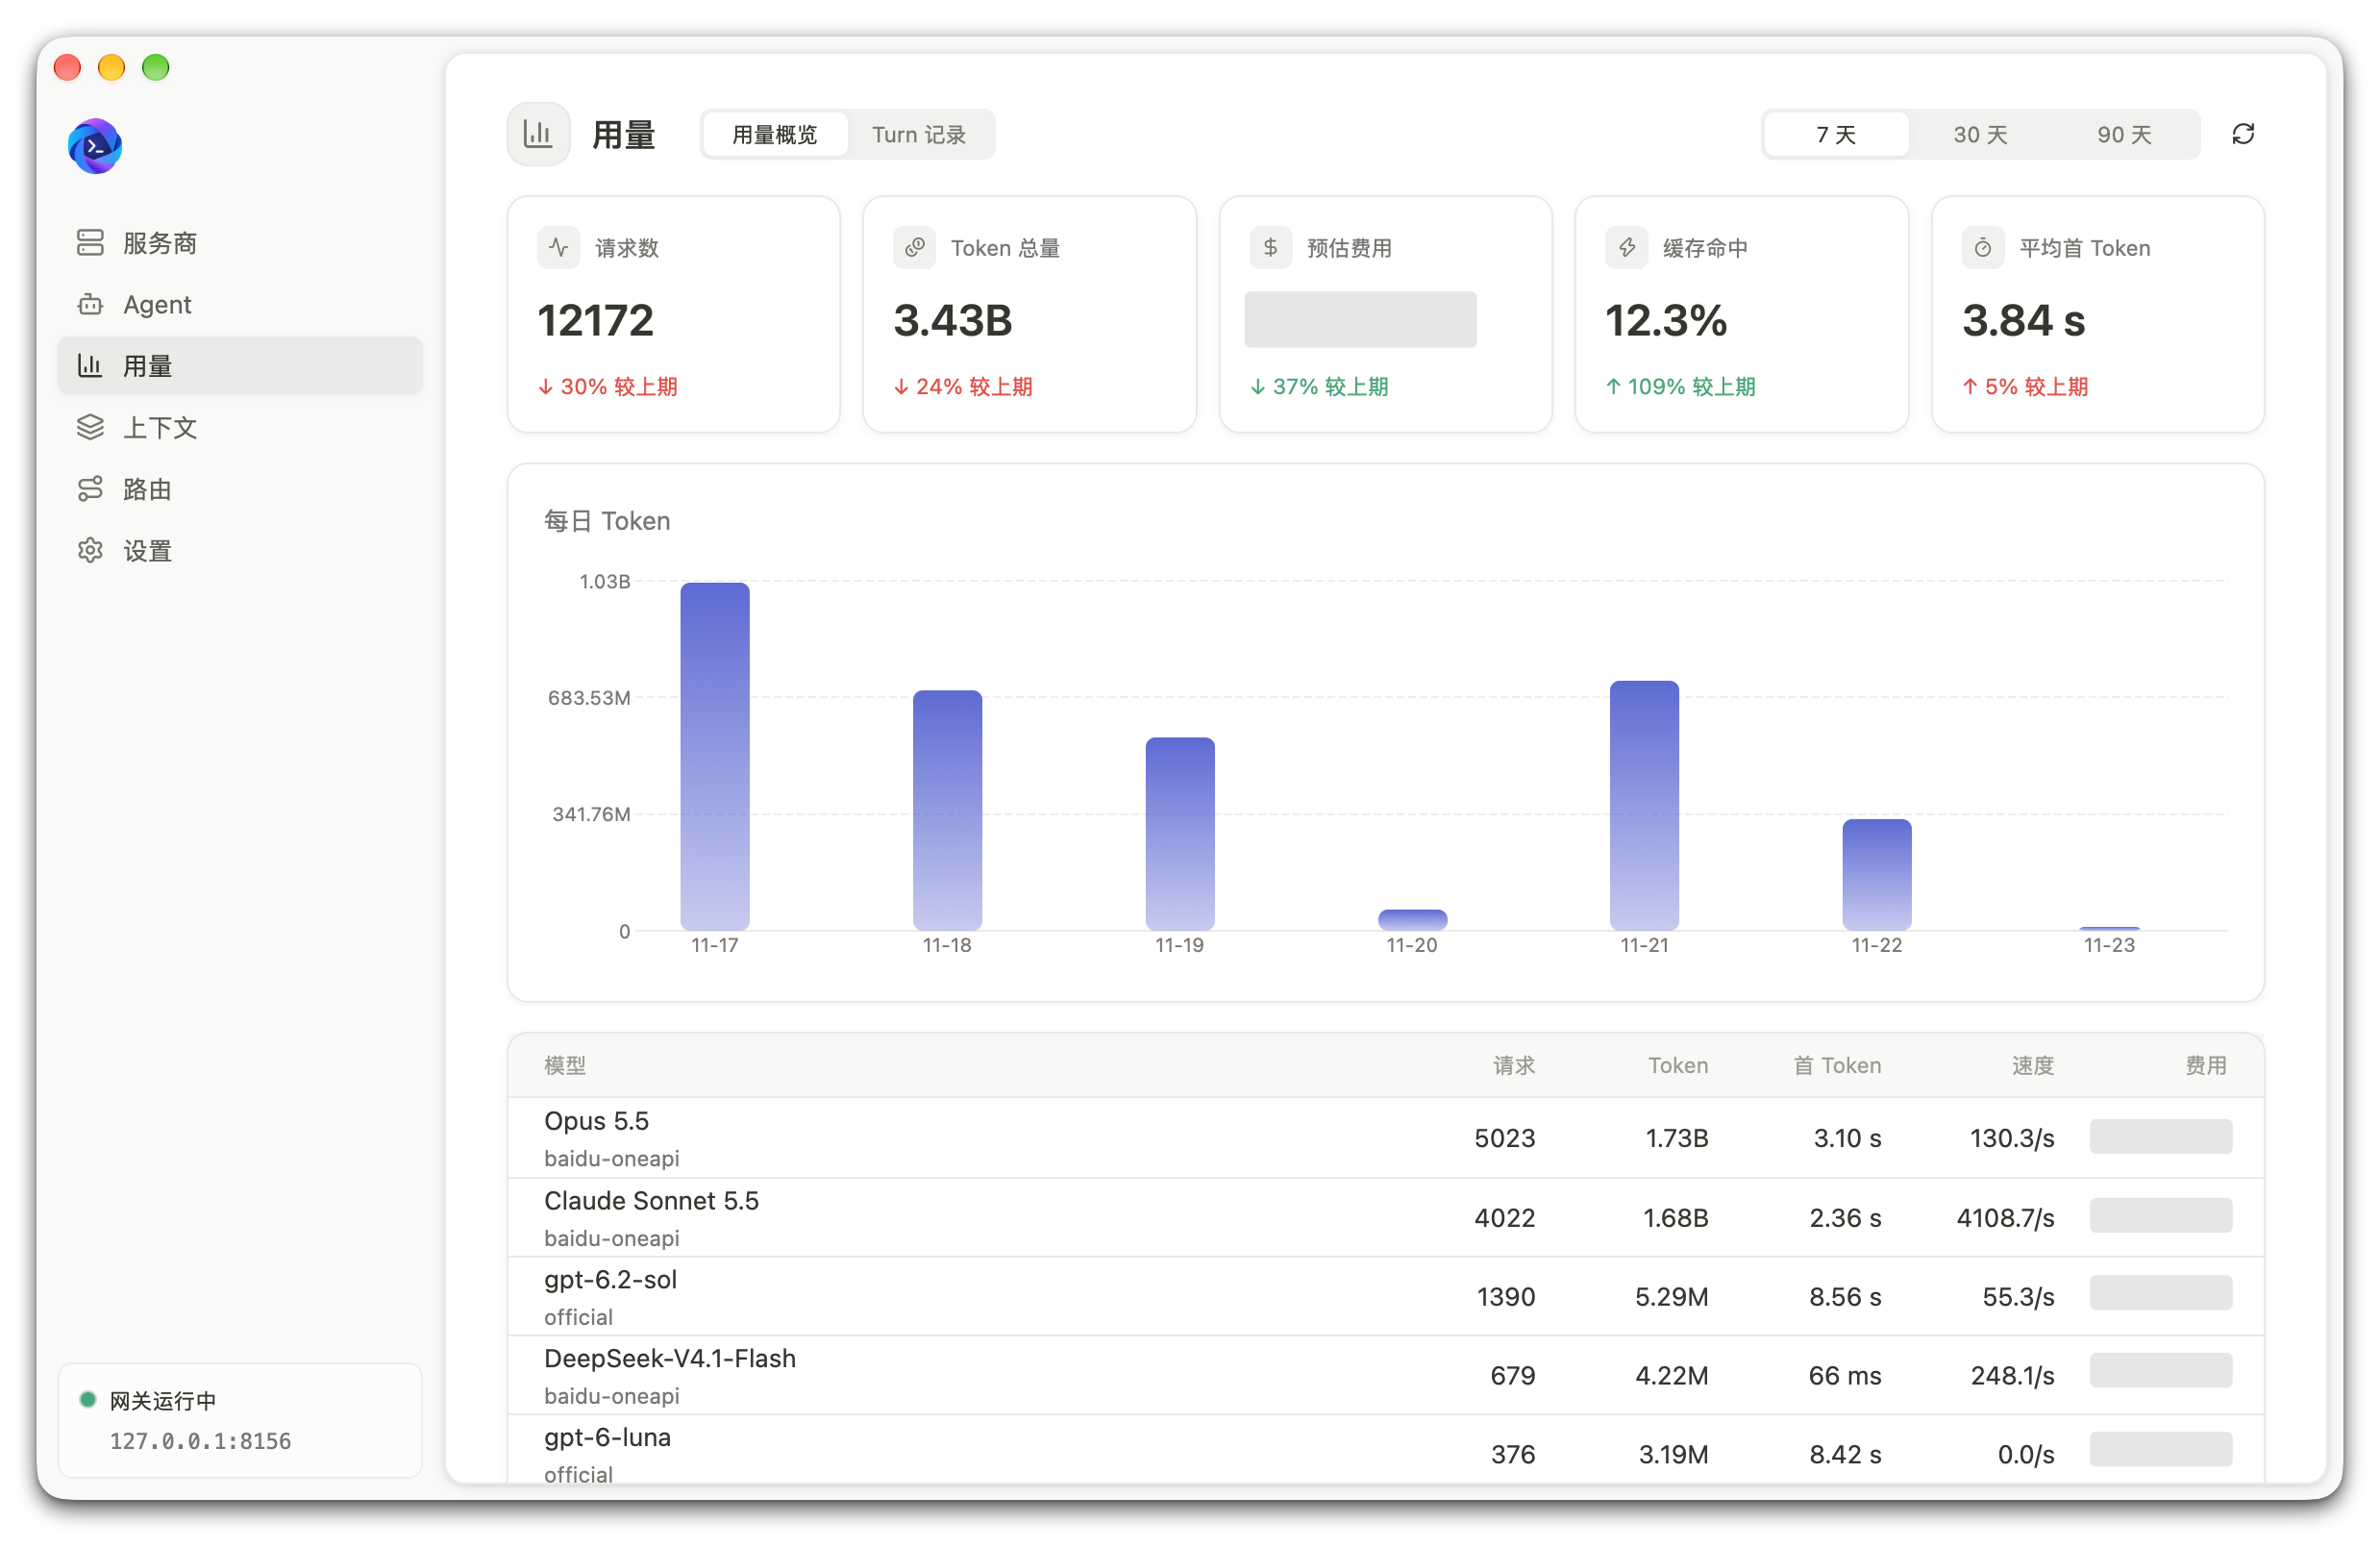 服务商
Agent
用量
上下文
路由
设置
网关运行中
127.0.0.1:8156
用量
用量概览
Turn 记录
7 天
30 天
90 天
请求数
12172
↓ 30% 较上期
Token 总量
3.43B
↓ 24% 较上期
预估费用
↓ 37% 较上期
缓存命中
12.3%
↑ 109% 较上期
平均首 Token
3.84 s
↑ 5% 较上期
每日 Token
1.03B
683.53M
341.76M
0
11-17 11-18 11-19 11-20 11-21 11-22 11-23
模型 请求 Token 首 Token 速度 费用
Opus 5.5
baidu-oneapi
5023 1.73B 3.10 s 130.3/s
Claude Sonnet 5.5
baidu-oneapi
4022 1.68B 2.36 s 4108.7/s
gpt-6.2-sol
official
1390 5.29M 8.56 s 55.3/s
DeepSeek-V4.1-Flash
baidu-oneapi
679 4.22M 66 ms 248.1/s
gpt-6-luna
official
376 3.19M 8.42 s 0.0/s